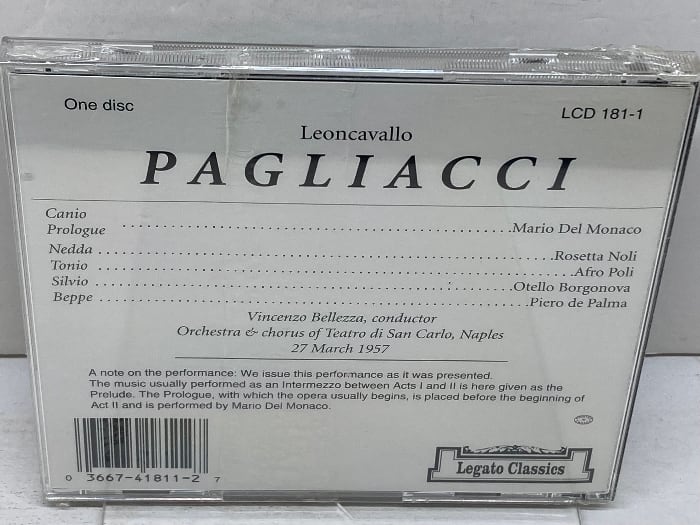 One disc
LCD 181-1
Leoncavallo
PAGLIACCI
Canio
Prologue ..........Mario Del Monaco
Nedda ..........Rosetta Noli
Tonio ..........Afro Poli
Silvio ..........Otello Borgonova
Beppe ..........Piero de Palma
Vincenzo Bellezza, conductor
Orchestra & chorus of Teatro di San Carlo, Naples
27 March 1957
A note on the performance: We issue this performance as it was presented.
The music usually performed as an Intermezzo between Acts I and II is here given as the
Prelude. The Prologue, with which the opera usually begins, is placed before the beginning of
Act II and is performed by Mario Del Monaco.
0 3667-41811-2 7
Legato Classics